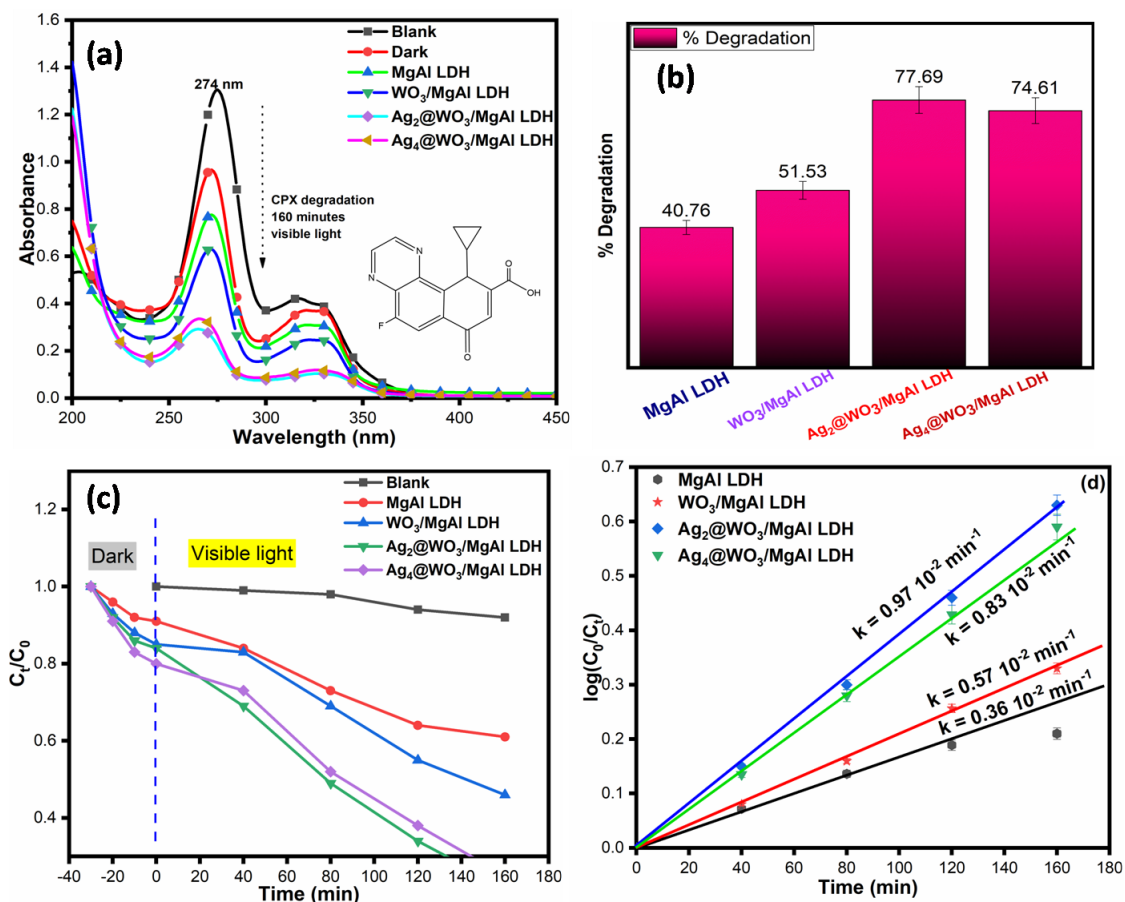 (a)
Blank
Dark
MgAl LDH
WO₃/MgAl LDH
Ag₂@WO₃/MgAl LDH
Ag₄@WO₃/MgAl LDH
274 nm
CPX degradation
160 minutes
visible light
N
N
F
O
O
OH
Absorbance
1.6
1.4
1.2
1.0
0.8
0.6
0.4
0.2
0.0
200 250 300 350 400 450
Wavelength (nm)
% Degradation
(b)
77.69
74.61
51.53
40.76
% Degradation
MgAl LDH
WO₃/MgAl LDH
Ag₂@WO₃/MgAl LDH
Ag₄@WO₃/MgAl LDH
(c)
Blank
MgAl LDH
WO₃/MgAl LDH
Ag₂@WO₃/MgAl LDH
Ag₄@WO₃/MgAl LDH
Dark
Visible light
Cₜ/C₀
1.2
1.0
0.8
0.6
0.4
-40 -20 0 20 40 60 80 100 120 140 160 180
Time (min)
(d)
MgAl LDH
WO₃/MgAl LDH
Ag₂@WO₃/MgAl LDH
Ag₄@WO₃/MgAl LDH
k = 0.97 10⁻² min⁻¹
k = 0.83 10⁻² min⁻¹
k = 0.57 10⁻² min⁻¹
k = 0.36 10⁻² min⁻¹
log(C₀/Cₜ)
0.7
0.6
0.5
0.4
0.3
0.2
0.1
0.0
0 20 40 60 80 100 120 140 160 180
Time (min)